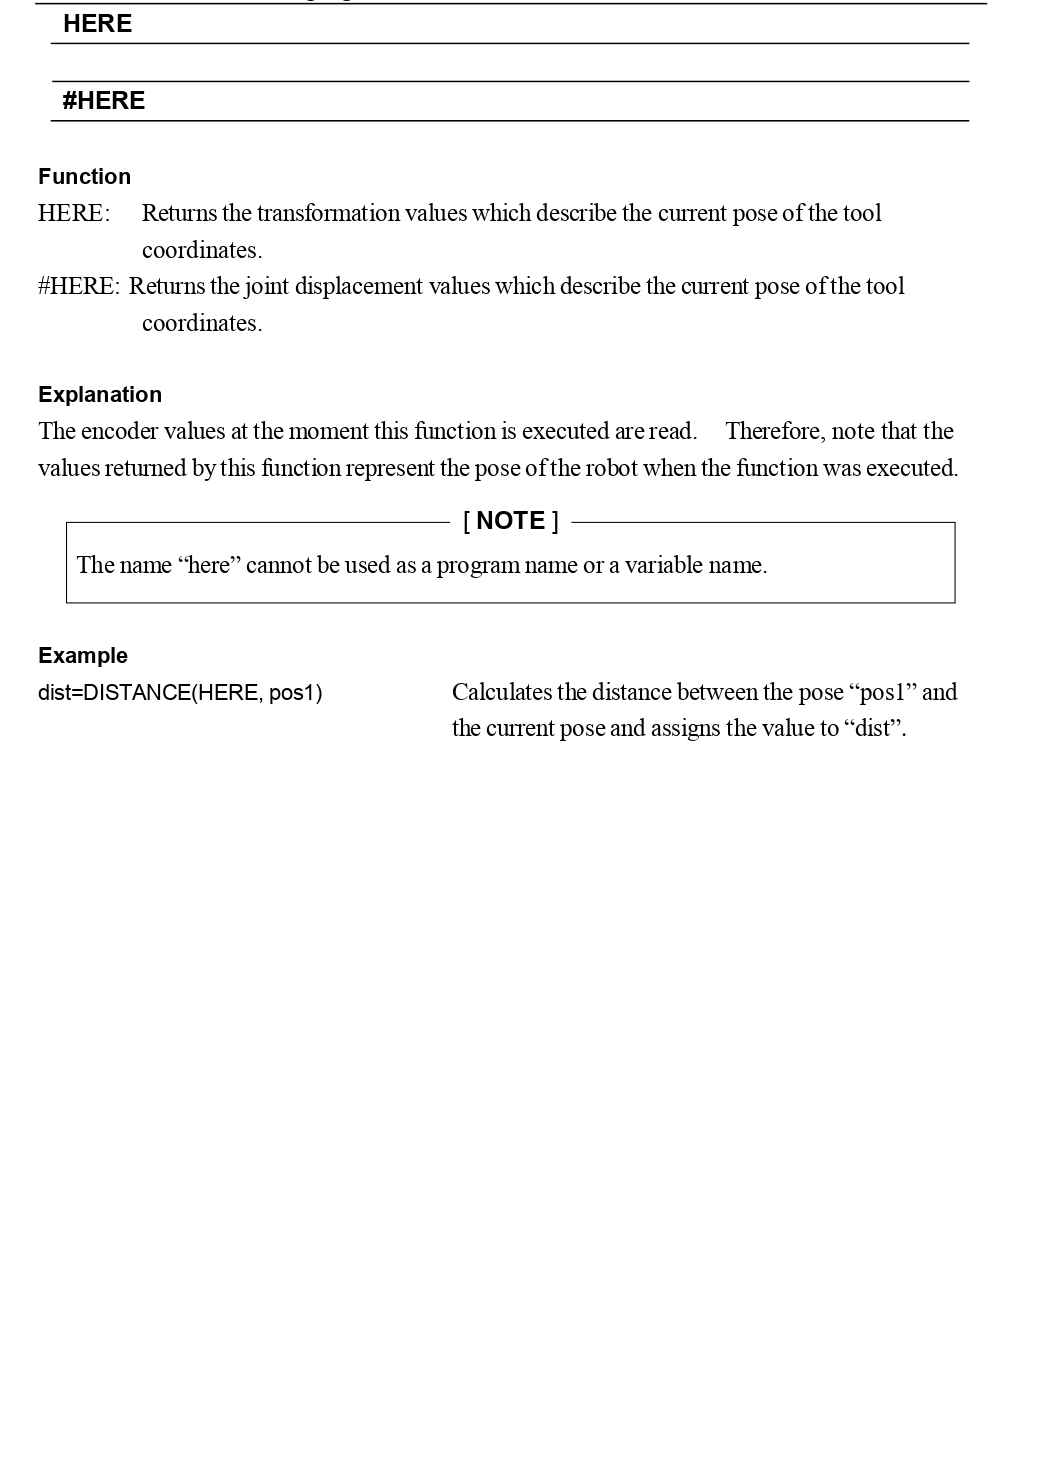 HERE
#HERE
Function
HERE: Returns the transformation values which describe the current pose of the tool
coordinates.
#HERE: Returns the joint displacement values which describe the current pose of the tool
coordinates.
Explanation
The encoder values at the moment this function is executed are read. Therefore, note that the
values returned by this function represent the pose of the robot when the function was executed.
[ NOTE ]
The name “here” cannot be used as a program name or a variable name.
Example
dist=DISTANCE(HERE, pos1) Calculates the distance between the pose “pos1” and
the current pose and assigns the value to “dist”.